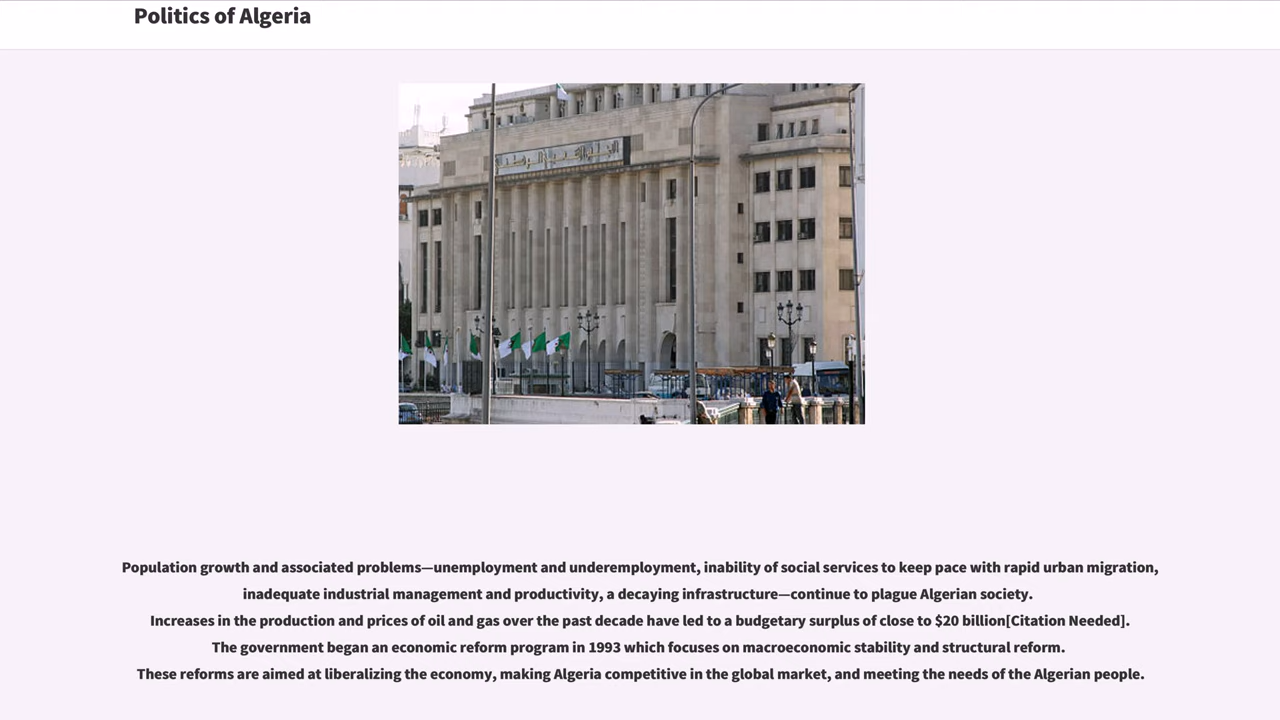 Politics of Algeria
المجلس الشعبي الوطني
Population growth and associated problems—unemployment and underemployment, inability of social services to keep pace with rapid urban migration,
inadequate industrial management and productivity, a decaying infrastructure—continue to plague Algerian society.
Increases in the production and prices of oil and gas over the past decade have led to a budgetary surplus of close to $20 billion[Citation Needed].
The government began an economic reform program in 1993 which focuses on macroeconomic stability and structural reform.
These reforms are aimed at liberalizing the economy, making Algeria competitive in the global market, and meeting the needs of the Algerian people.